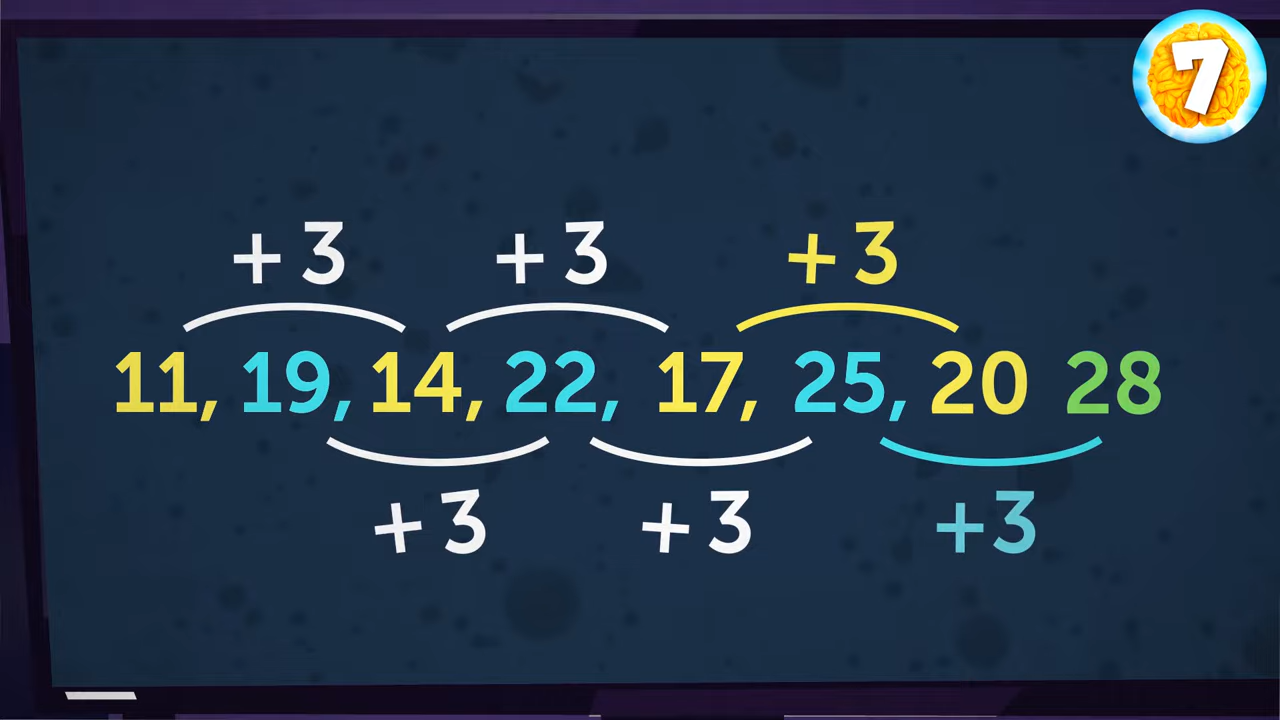 7
+ 3 + 3 + 3
11, 19, 14, 22, 17, 25, 20 28
+ 3 + 3 +3